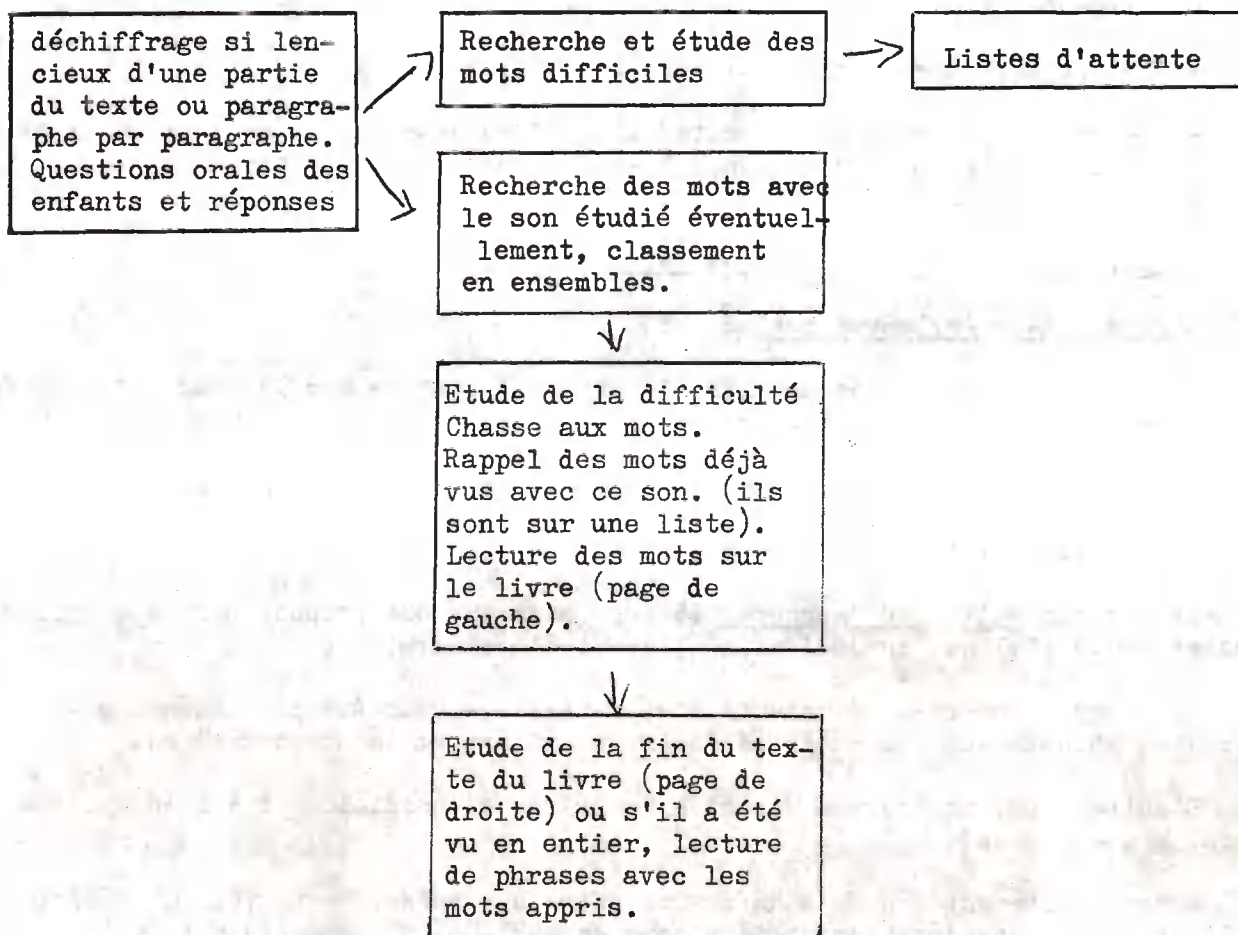 déchiffrage si len-
cieux d'une partie
du texte ou paragra-
phe par paragraphe.
Questions orales des
enfants et réponses
Recherche et étude des
mots difficiles
Listes d'attente
Recherche des mots avec
le son étudié éventuel-
lement, classement
en ensembles.
Etude de la difficulté
Chasse aux mots.
Rappel des mots déjà
vus avec ce son. (ils
sont sur une liste).
Lecture des mots sur
le livre (page de
gauche).
Etude de la fin du tex-
te du livre (page de
droite) ou s'il a été
vu en entier, lecture
de phrases avec les
mots appris.